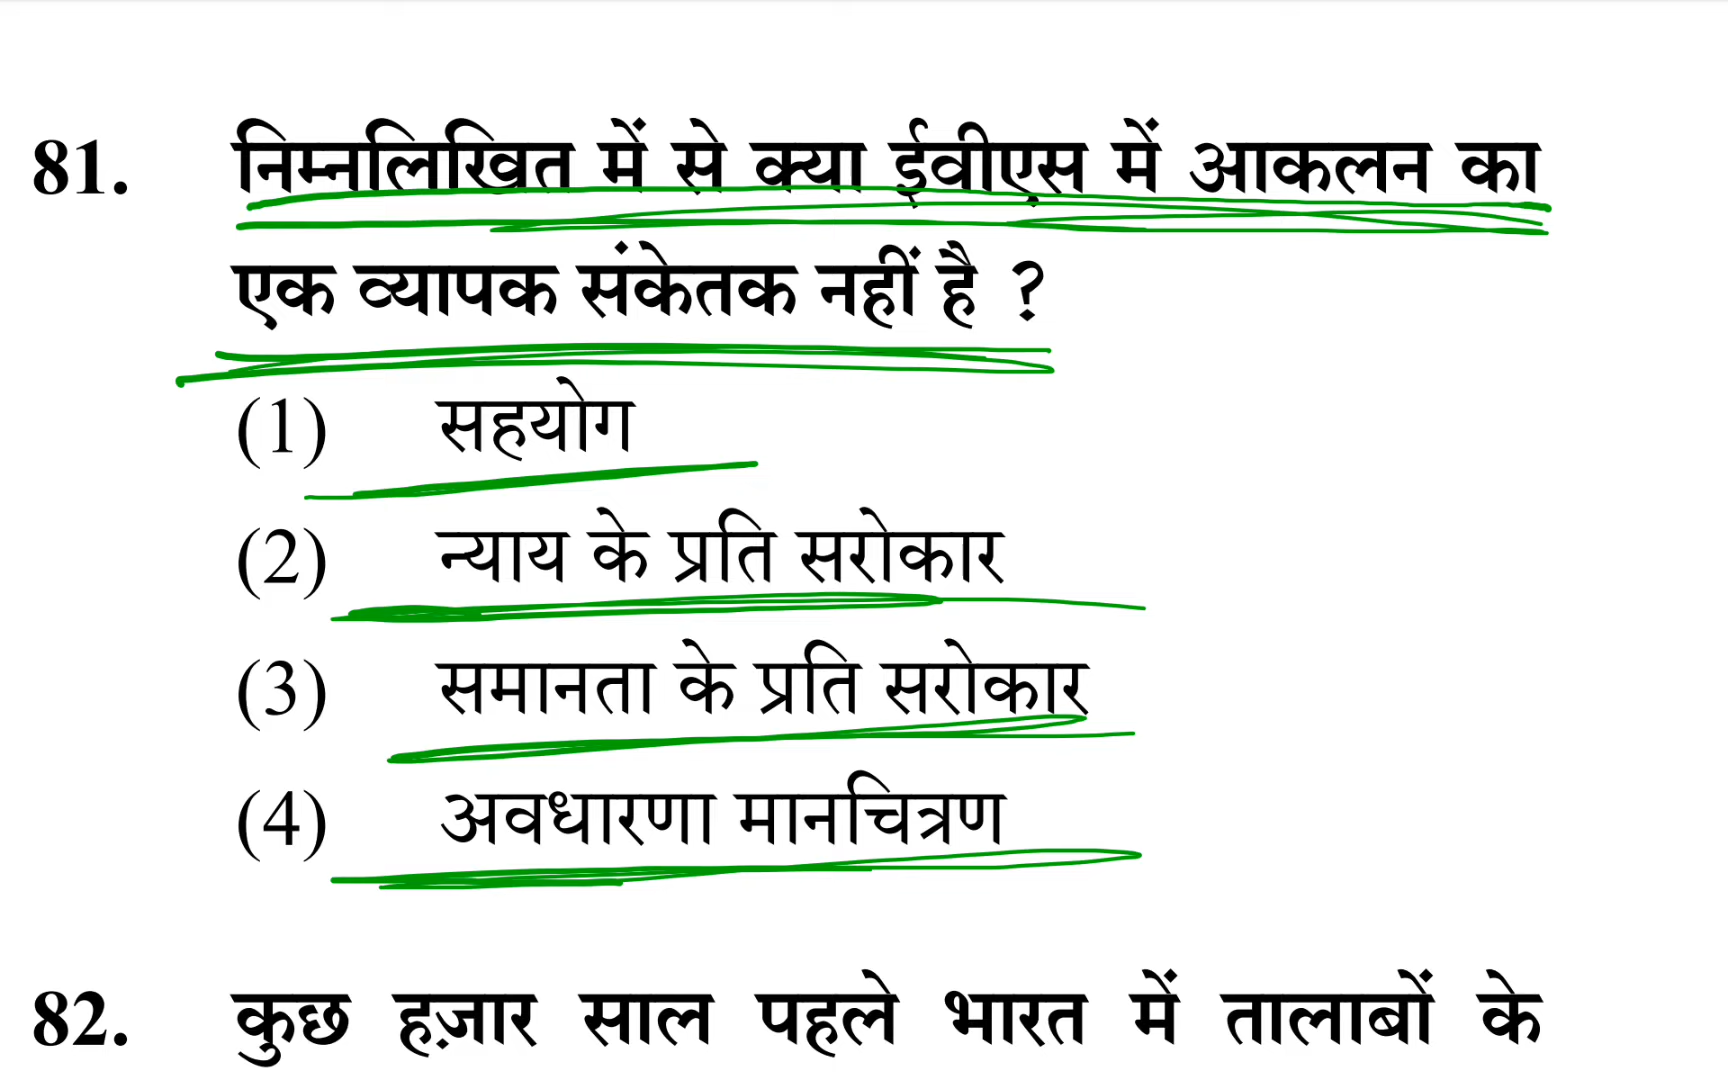 81. निम्नलिखित में से क्या ईवीएस में आकलन का
एक व्यापक संकेतक नहीं है ?
(1) सहयोग
(2) न्याय के प्रति सरोकार
(3) समानता के प्रति सरोकार
(4) अवधारणा मानचित्रण
82. कुछ हज़ार साल पहले भारत में तालाबों के